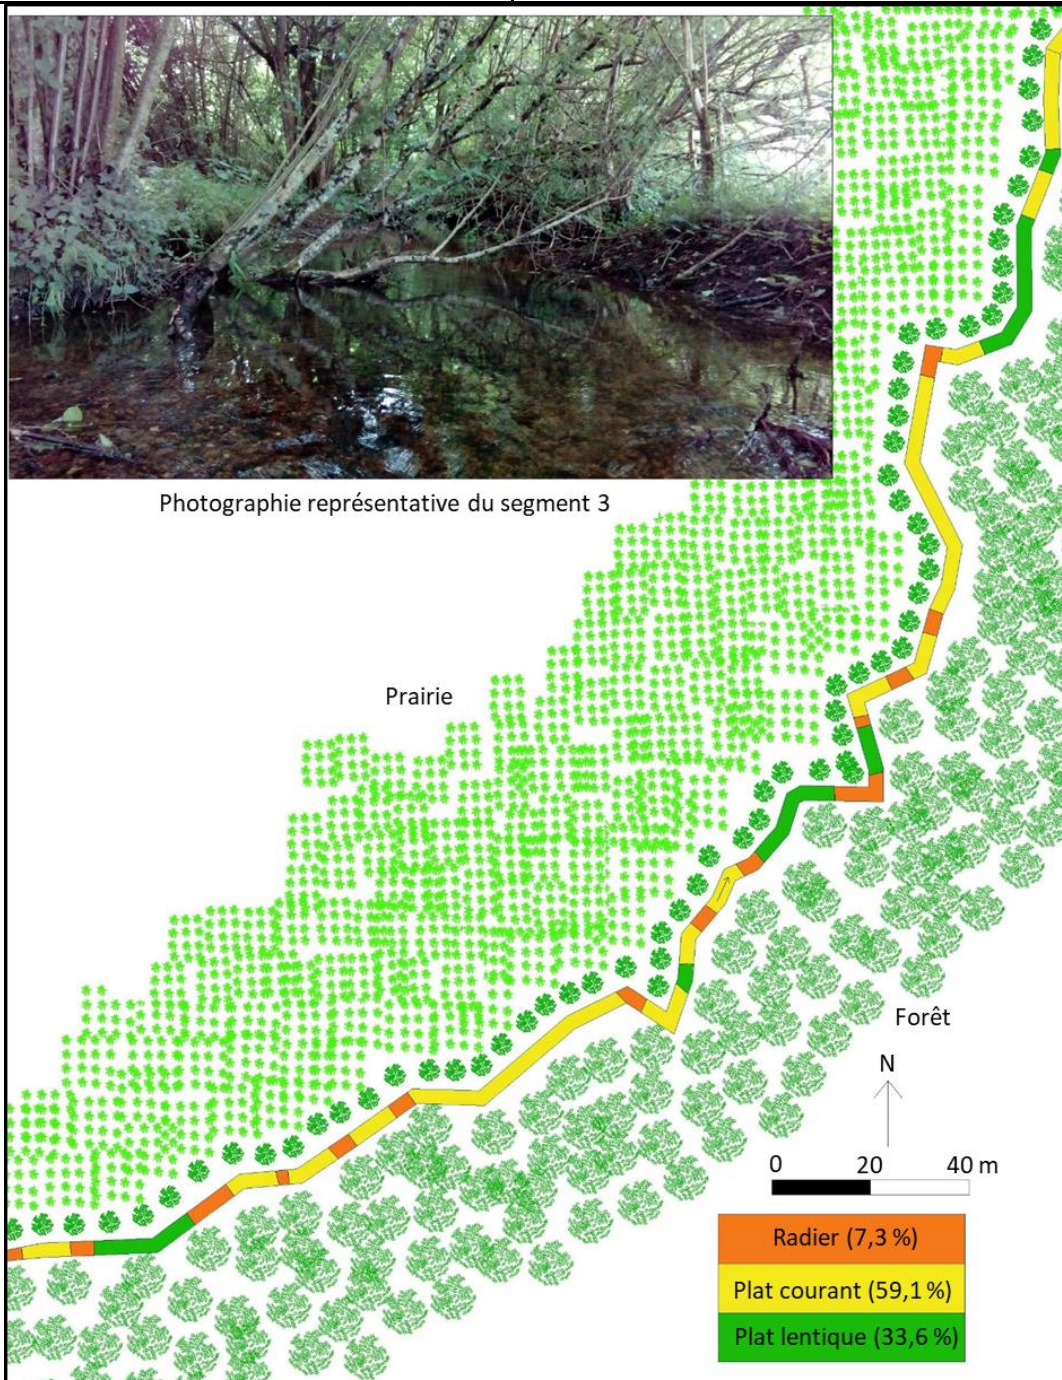 Photographie représentative du segment 3
Prairie
Forêt
N
0 20 40 m
Radier (7,3 %)
Plat courant (59,1 %)
Plat lentique (33,6 %)